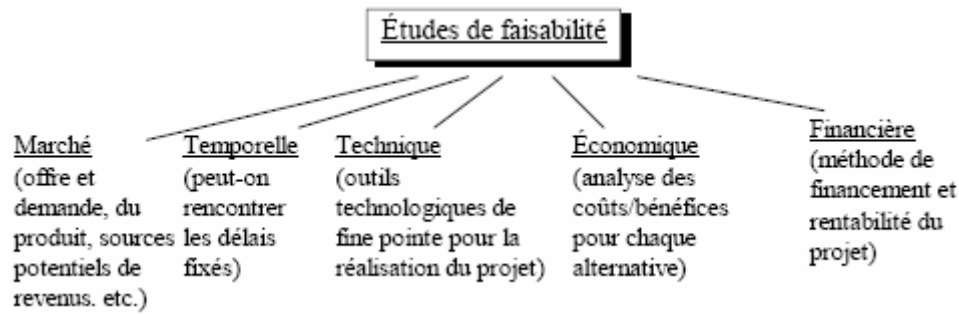 Études de faisabilité
Marché
(offre et
demande, du
produit, sources
potentiels de
revenus. etc.)
Temporelle
(peut-on
rencontrer
les délais
fixés)
Technique
(outils
technologiques de
fine pointe pour la
réalisation du projet)
Économique
(analyse des
coûts/bénéfices
pour chaque
alternative)
Financière
(méthode de
financement et
rentabilité du
projet)